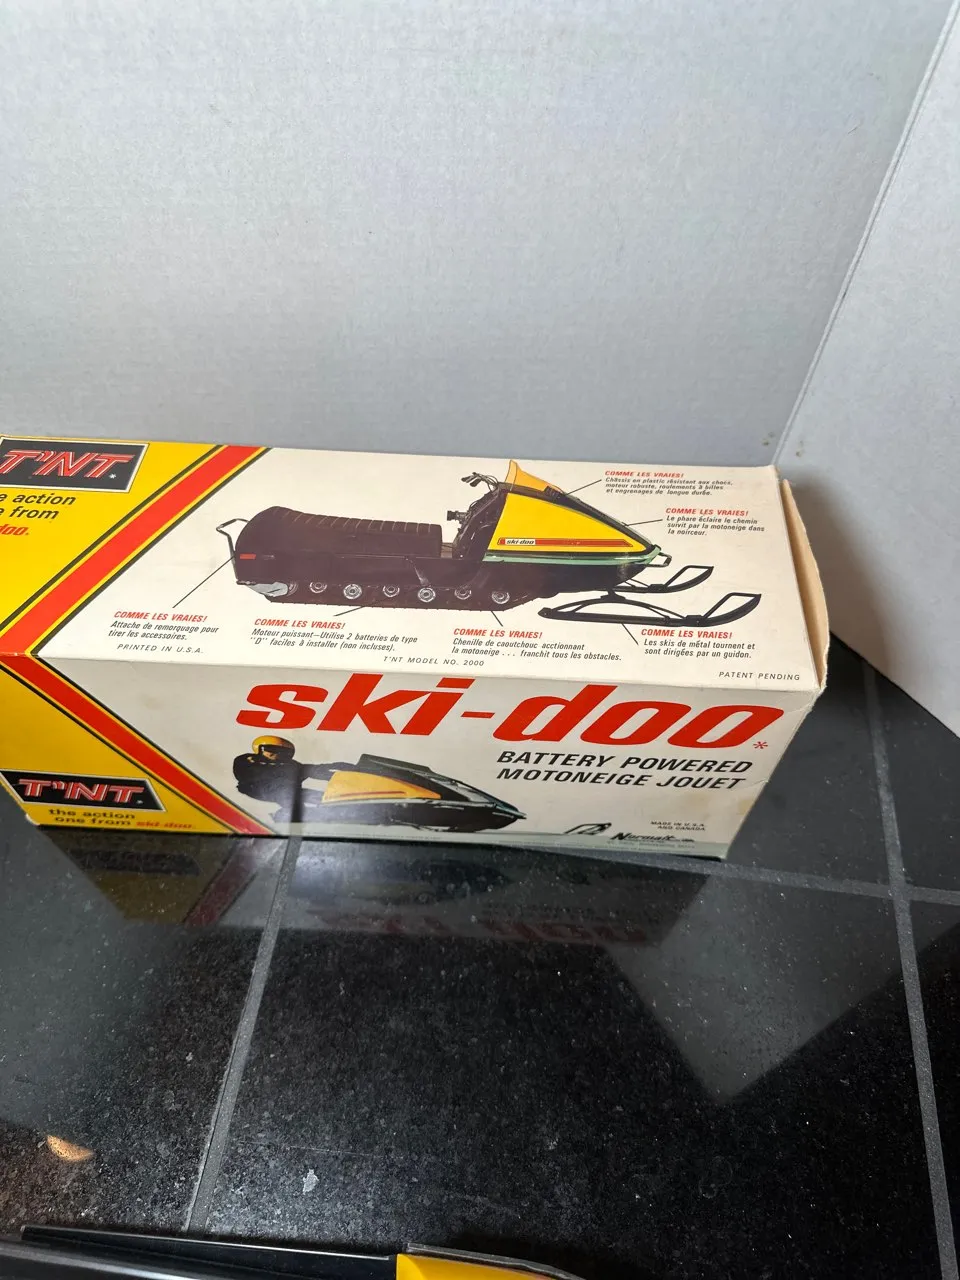 T'NT.*
e action
e from
doo.
COMME LES VRAIES!
Châssis en plastic résistant aux chocs,
moteur robuste, roulements à billes
et engrenages de longue durée.
COMME LES VRAIES!
Le phare éclaire le chemin
suivit par la motoneige dans
la noirceur.
ski-doo
COMME LES VRAIES!
Attache de remorquage pour
tirer les accessoires.
PRINTED IN U.S.A.
COMME LES VRAIES!
Moteur puissant—Utilise 2 batteries de type
"D" faciles à installer (non incluses).
COMME LES VRAIES!
Chenille de caoutchouc acctionnant
la motoneige . . . franchit tous les obstacles.
COMME LES VRAIES!
Les skis de métal tournent et
sont dirigées par un guidon.
T'NT MODEL NO. 2000
PATENT PENDING
ski-doo*
BATTERY POWERED
MOTONEIGE JOUET
T'NT.
the action
one from ski-doo.
MADE IN U.S.A.
AND CANADA
Normatt